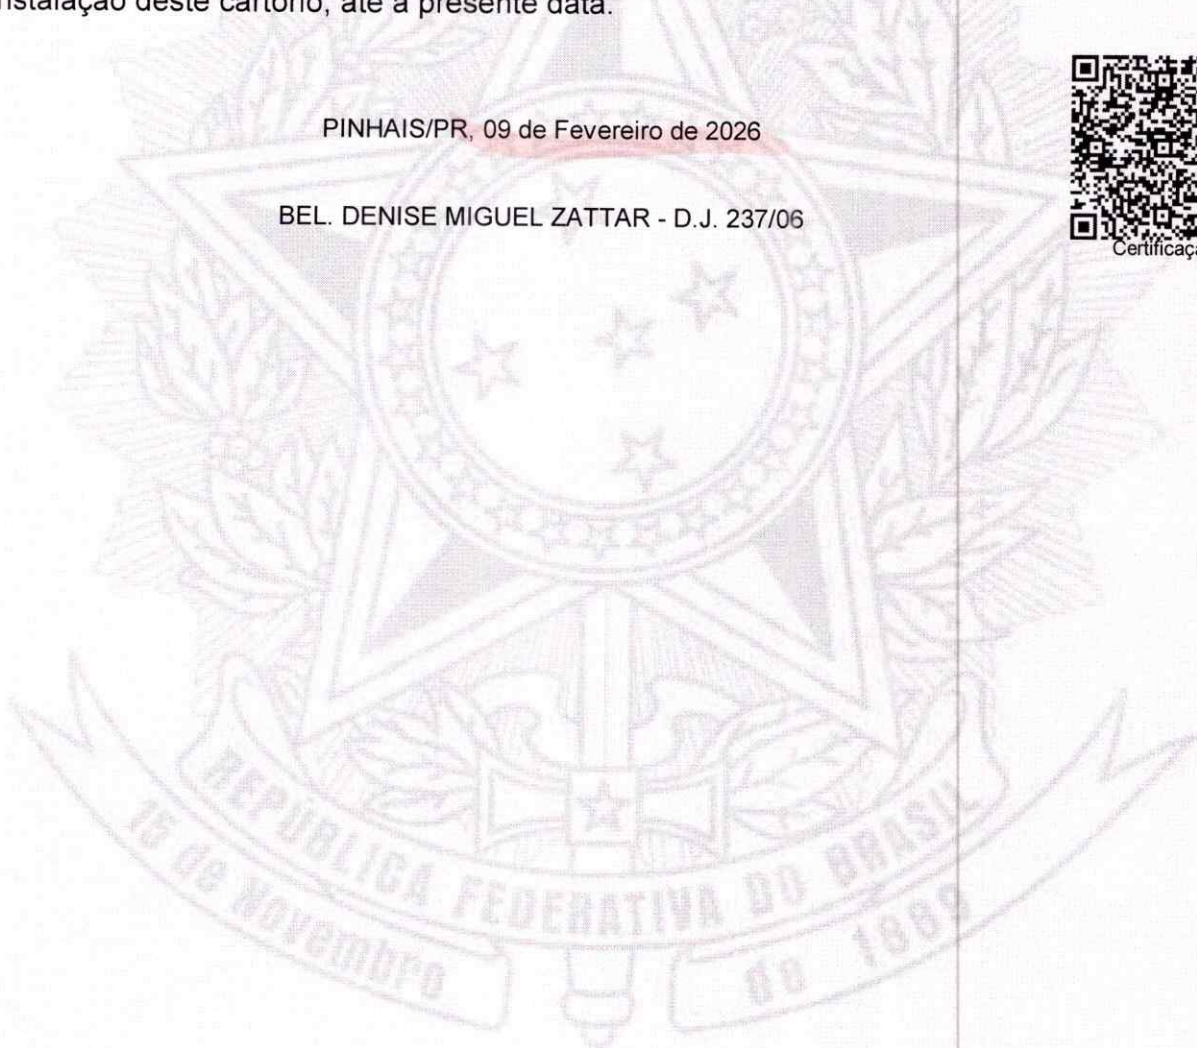 nstalação deste cartório, até a presente data.
PINHAIS/PR, 09 de Fevereiro de 2026
BEL. DENISE MIGUEL ZATTAR - D.J. 237/06
Certificaçã
REPÚBLICA FEDERATIVA DO BRASIL
15 de Novembro de 1889